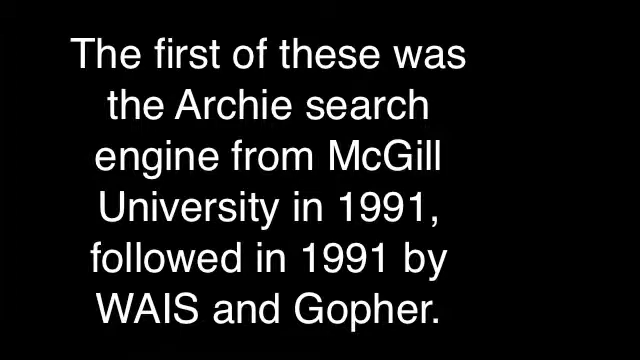 The first of these was
the Archie search
engine from McGill
University in 1991,
followed in 1991 by
WAIS and Gopher.